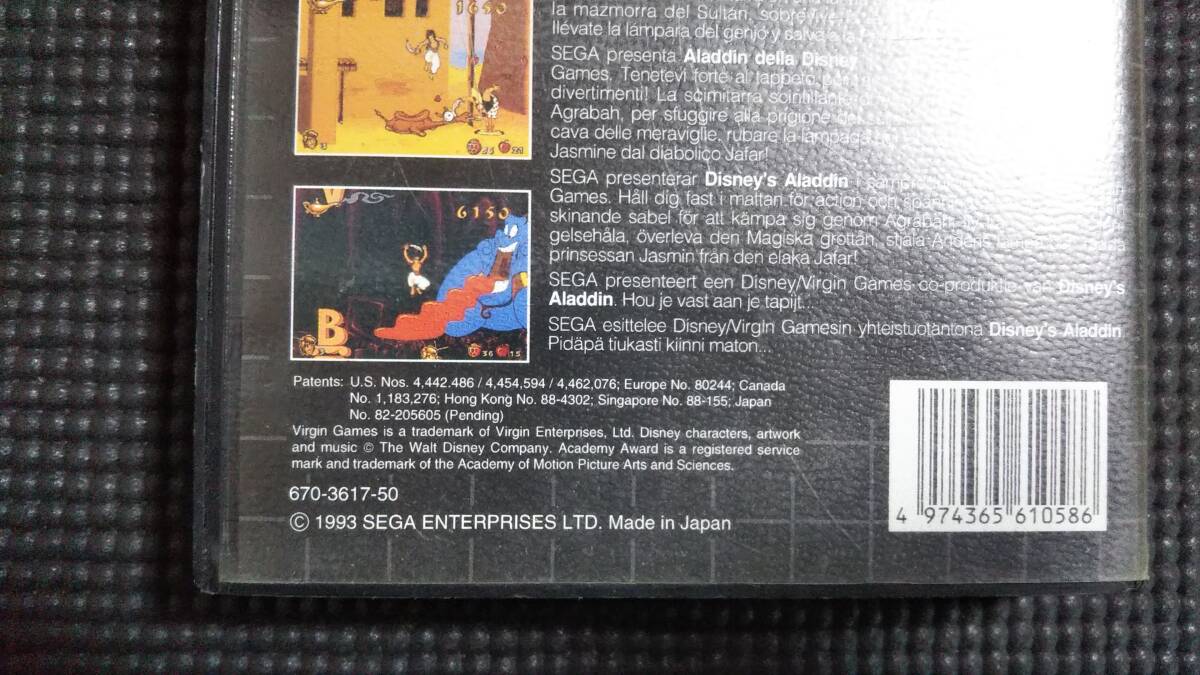 1650
3
25 21
6150
B
36 15
la mazmorra del Sultán, sobrevive
llévate la lámpara del genio y salva a la
SEGA presenta Aladdin della Disney
Games. Tenetevi forte al tappeto,
divertimenti! La scimitarra scintillante
Agrabah, per sfuggire alla prigione
cava delle meraviglie, rubare la lampada
Jasmine dal diabolico Jafar!
SEGA presenterar Disney's Aladdin i
Games. Håll dig fast i mattan för action och
skinande sabel för att kämpa sig genom Agrabah
gelsehåla, överleva den Magiska grottan, stjäla Andens
prinsessan Jasmin från den elaka Jafar!
SEGA presenteert een Disney/Virgin Games co-produktie van Disney's
Aladdin. Hou je vast aan je tapijt...
SEGA esittelee Disney/Virgin Gamesin yhteistuotantona Disney's Aladdin
Pidäpä tiukasti kiinni maton...
Patents: U.S. Nos. 4,442,486 / 4,454,594 / 4,462,076; Europe No. 80244; Canada
No. 1,183,276; Hong Kong No. 88-4302; Singapore No. 88-155; Japan
No. 82-205605 (Pending)
Virgin Games is a trademark of Virgin Enterprises, Ltd. Disney characters, artwork
and music © The Walt Disney Company. Academy Award is a registered service
mark and trademark of the Academy of Motion Picture Arts and Sciences.
670-3617-50
© 1993 SEGA ENTERPRISES LTD. Made in Japan
4 974365 610586